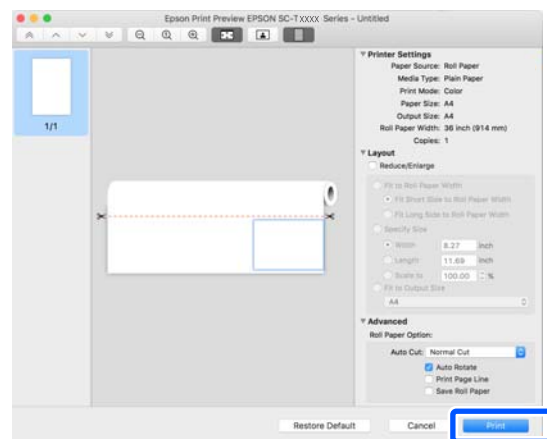 Epson Print Preview EPSON SC-TXXXX Series - Untitled
1/1
Printer Settings
Paper Source: Roll Paper
Media Type: Plain Paper
Print Mode: Color
Paper Size: A4
Output Size: A4
Roll Paper Width: 36 inch (914 mm)
Copies: 1
Layout
Reduce/Enlarge
Fit to Roll Paper Width
Fit Short Side to Roll Paper Width
Fit Long Side to Roll Paper Width
Specify Size
Width 8.27 inch
Length 11.69 inch
Scale to 100.00 %
Fit to Output Size
A4
Advanced
Roll Paper Option:
Auto Cut: Normal Cut
Auto Rotate
Print Page Line
Save Roll Paper
Restore Default Cancel Print